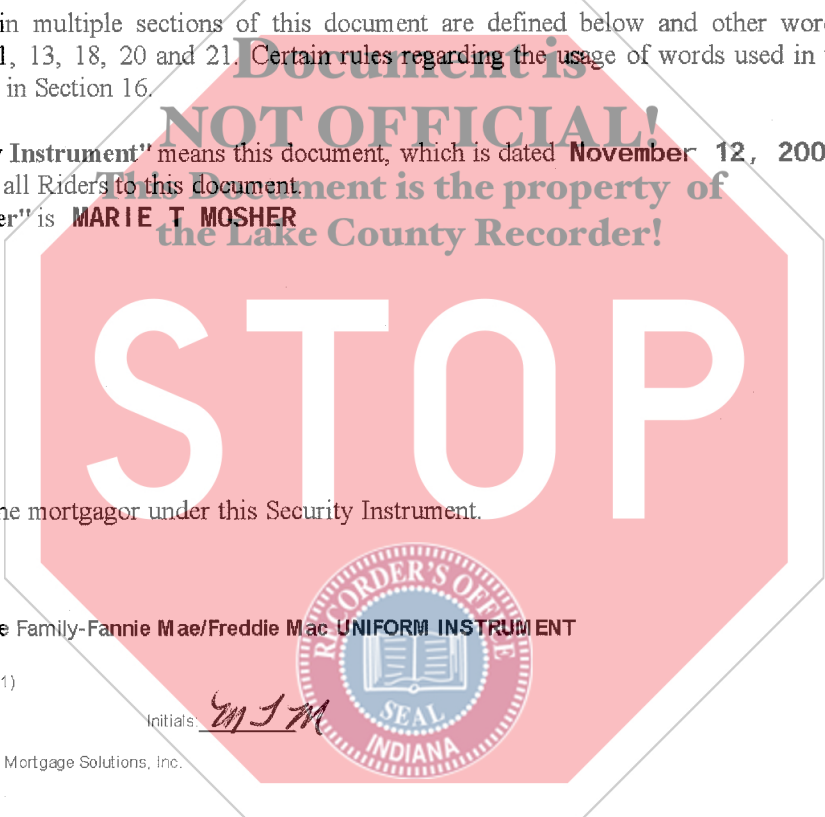 in multiple sections of this document are defined below and other wor
1, 13, 18, 20 and 21. Certain rules regarding the usage of words used in
in Section 16.
Document is
NOT OFFICIAL!
This Document is the property of
the Lake County Recorder!
Instrument" means this document, which is dated November 12, 200
all Riders to this document.
er" is MARIE T MOSHER
STOP
he mortgagor under this Security Instrument.
e Family-Fannie Mae/Freddie Mac UNIFORM INSTRUMENT
1)
Initials: MTM
Mortgage Solutions, Inc.
RECORDER'S OFFICE
SEAL
INDIANA